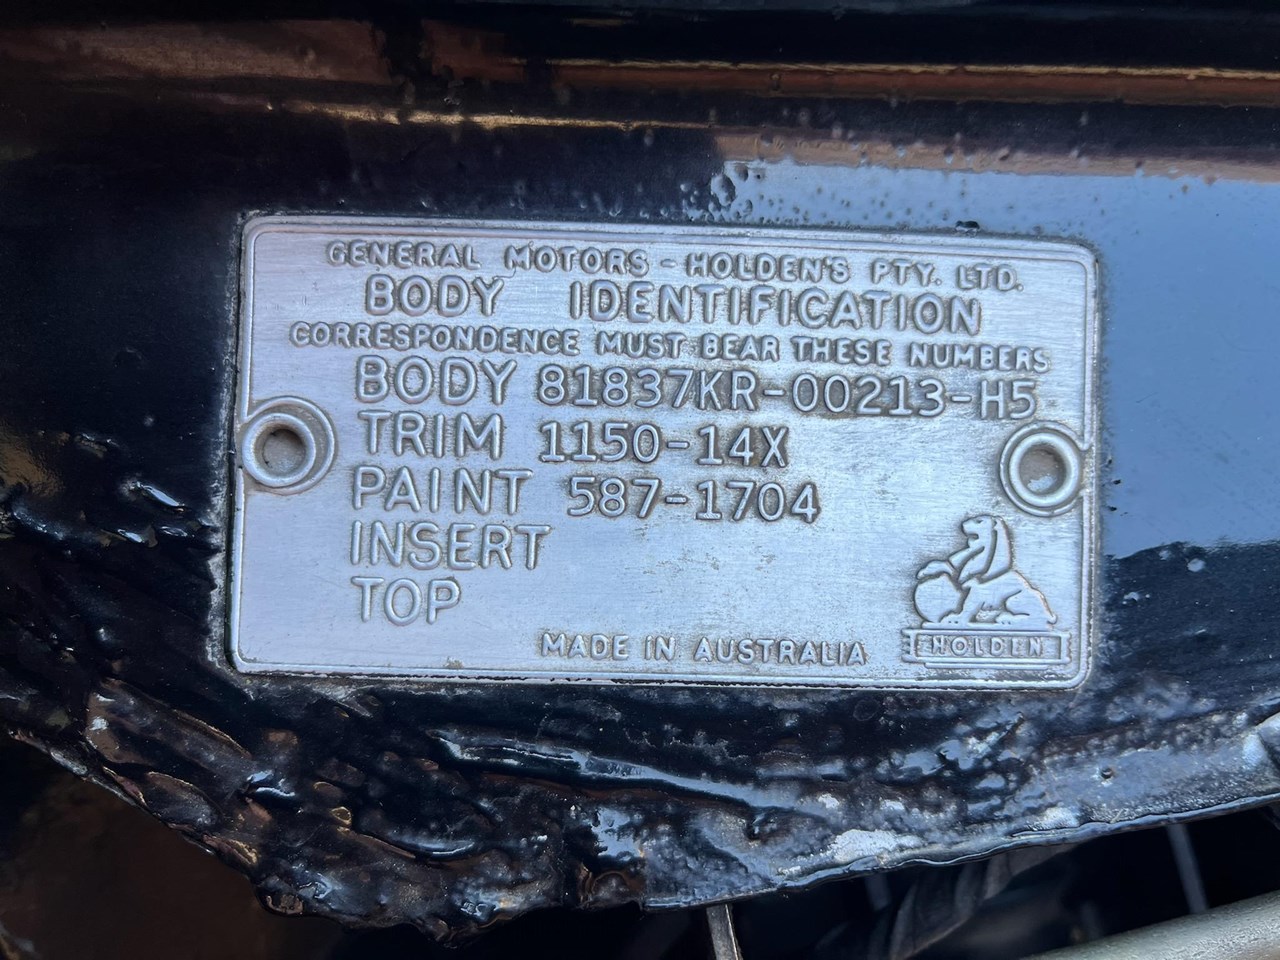 GENERAL MOTORS - HOLDEN'S PTY. LTD.
BODY IDENTIFICATION
CORRESPONDENCE MUST BEAR THESE NUMBERS
BODY 81837KR-00213-H5
TRIM 1150-14X
PAINT 587-1704
INSERT
TOP
MADE IN AUSTRALIA
HOLDEN